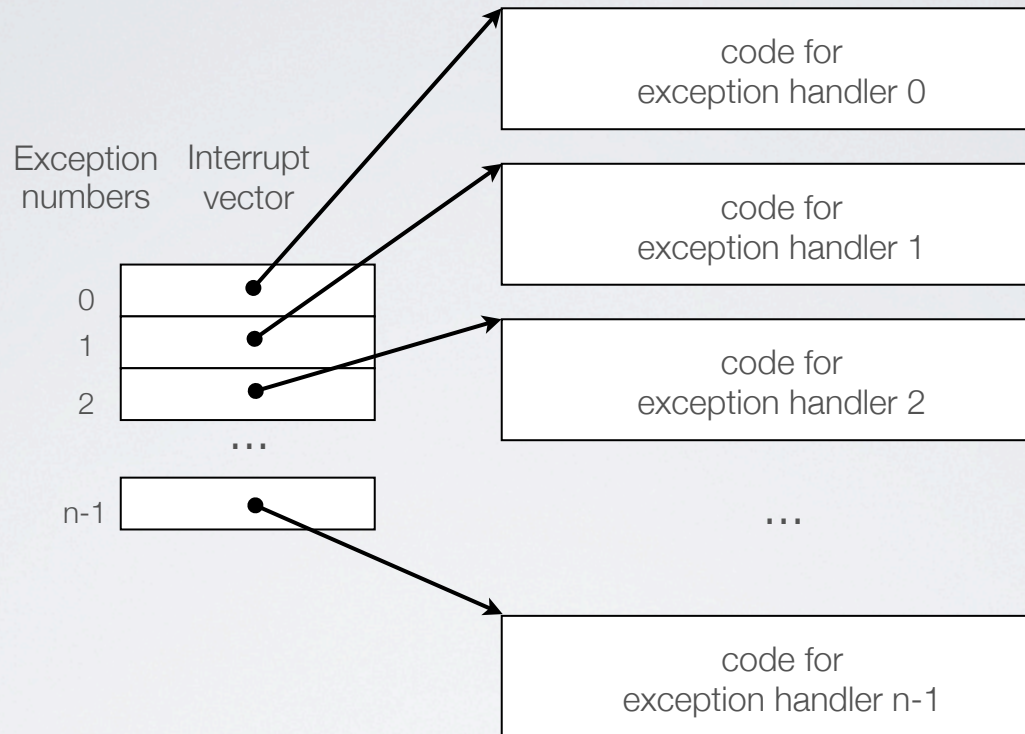 code for
exception handler 0
Exception numbers
Interrupt vector
code for
exception handler 1
0
1
2
...
code for
exception handler 2
n-1
...
code for
exception handler n-1